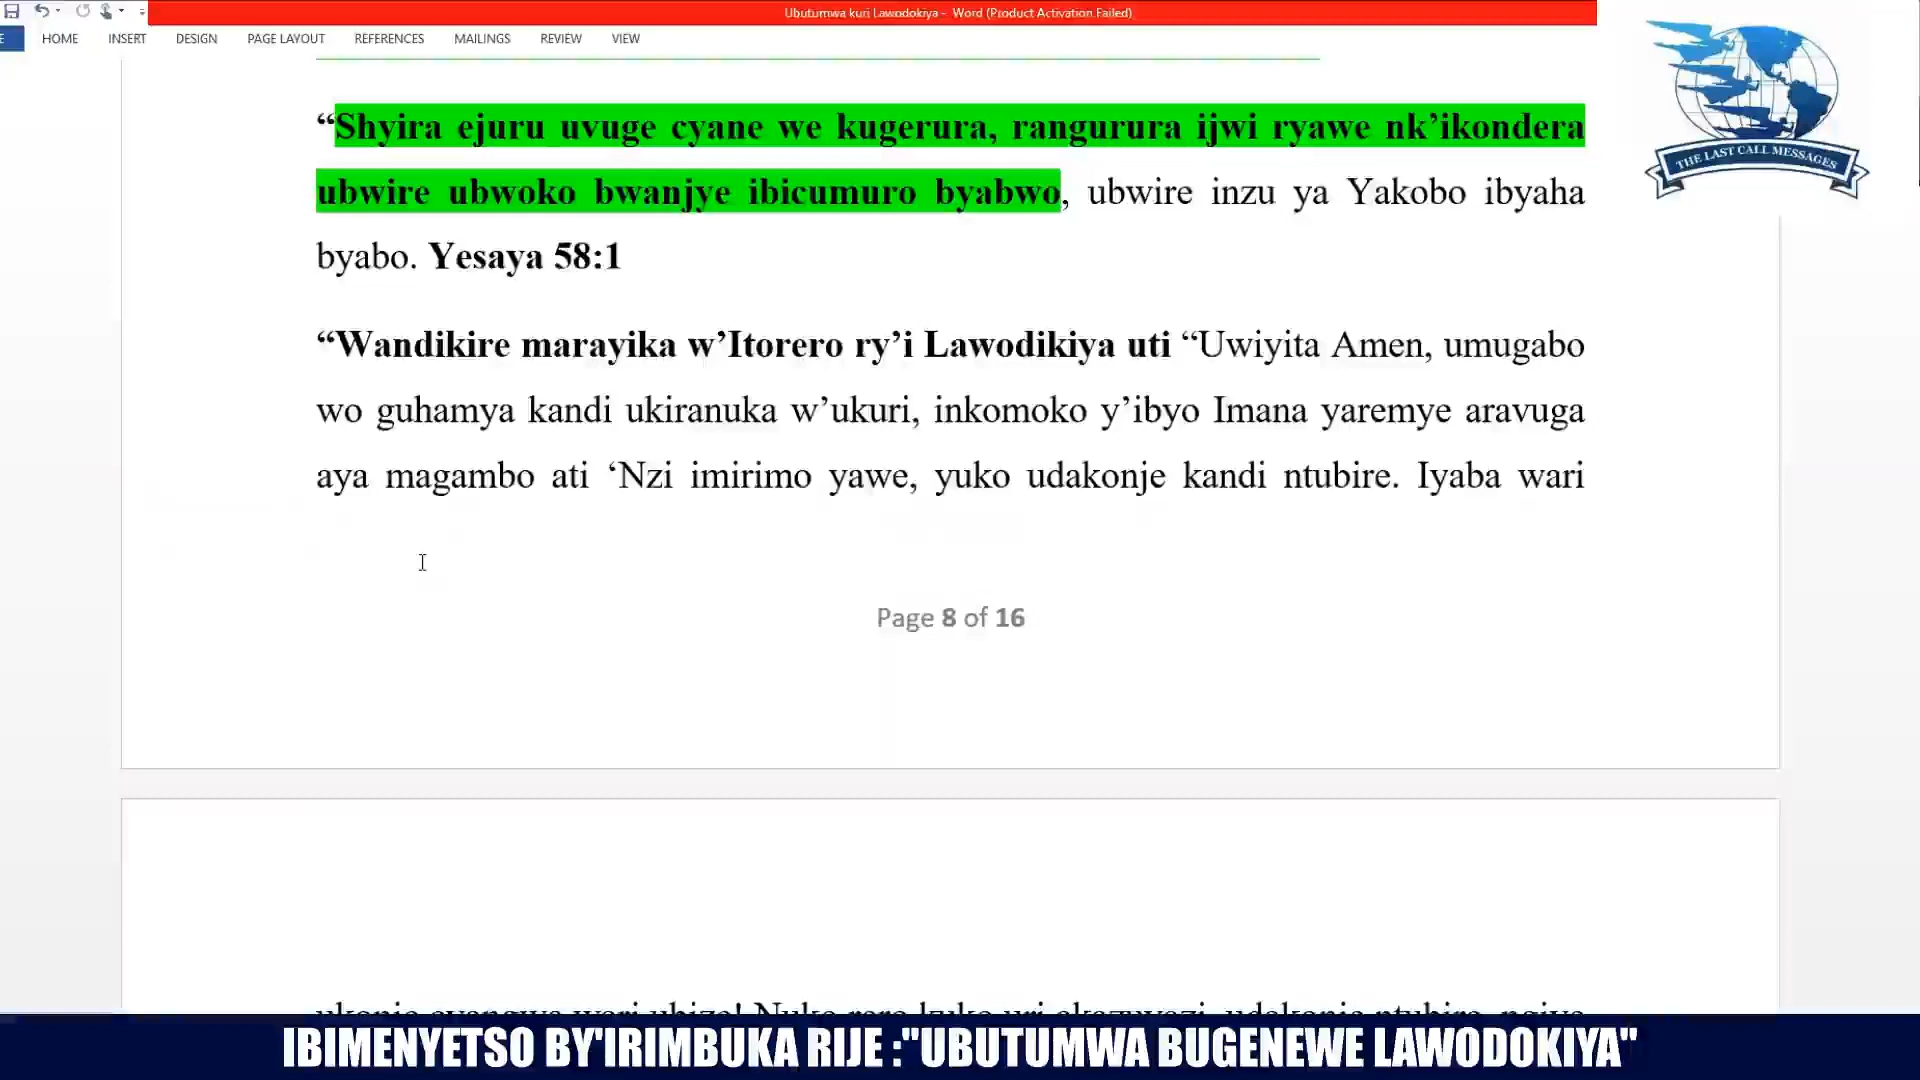 Ubutumwa kuri Lawodokiya - Word (Product Activation Failed)
HOME INSERT DESIGN PAGE LAYOUT REFERENCES MAILINGS REVIEW VIEW
THE LAST CALL MESSAGES
“Shyira ejuru uvuge cyane we kugerura, rangurura ijwi ryawe nk’ikondera
ubwire ubwoko bwanjye ibicumuro byabwo, ubwire inzu ya Yakobo ibyaha
byabo. Yesaya 58:1
“Wandikire marayika w’Itorero ry’i Lawodikiya uti “Uwiyita Amen, umugabo
wo guhamya kandi ukiranuka w’ukuri, inkomoko y’ibyo Imana yaremye aravuga
aya magambo ati ‘Nzi imirimo yawe, yuko udakonje kandi ntubire. Iyaba wari
Page 8 of 16
IBIMENYETSO BY'IRIMBUKA RIJE :"UBUTUMWA BUGENEWE LAWODOKIYA"